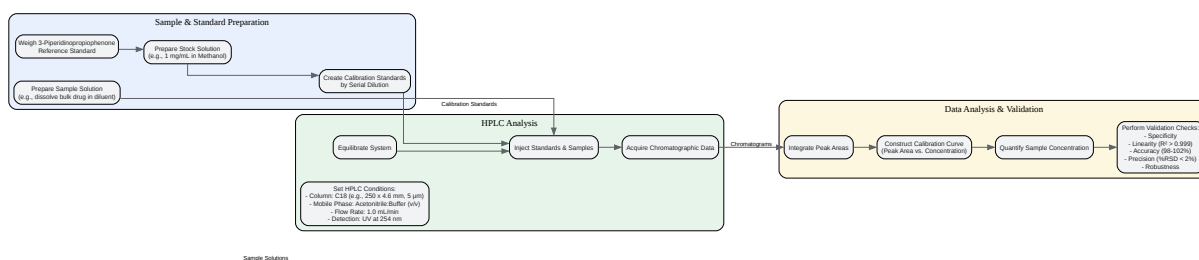 Sample & Standard Preparation
Weigh 3-Piperidinopropiophenone
Reference Standard
Prepare Stock Solution
(e.g., 1 mg/mL in Methanol)
Create Calibration Standards
by Serial Dilution
Prepare Sample Solution
(e.g., dissolve bulk drug in diluent)
Calibration Standards
HPLC Analysis
Equilibrate System
Inject Standards & Samples
Acquire Chromatographic Data
Set HPLC Conditions:
- Column: C18 (e.g., 250 x 4.6 mm, 5 µm)
- Mobile Phase: Acetonitrile:Buffer (v/v)
- Flow Rate: 1.0 mL/min
- Detection: UV at 254 nm
Chromatograms
Data Analysis & Validation
Integrate Peak Areas
Construct Calibration Curve
(Peak Area vs. Concentration)
Quantify Sample Concentration
Perform Validation Checks:
- Specificity
- Linearity (R² > 0.999)
- Accuracy (98-102%)
- Precision (%RSD < 2%)
- Robustness
Sample Solutions